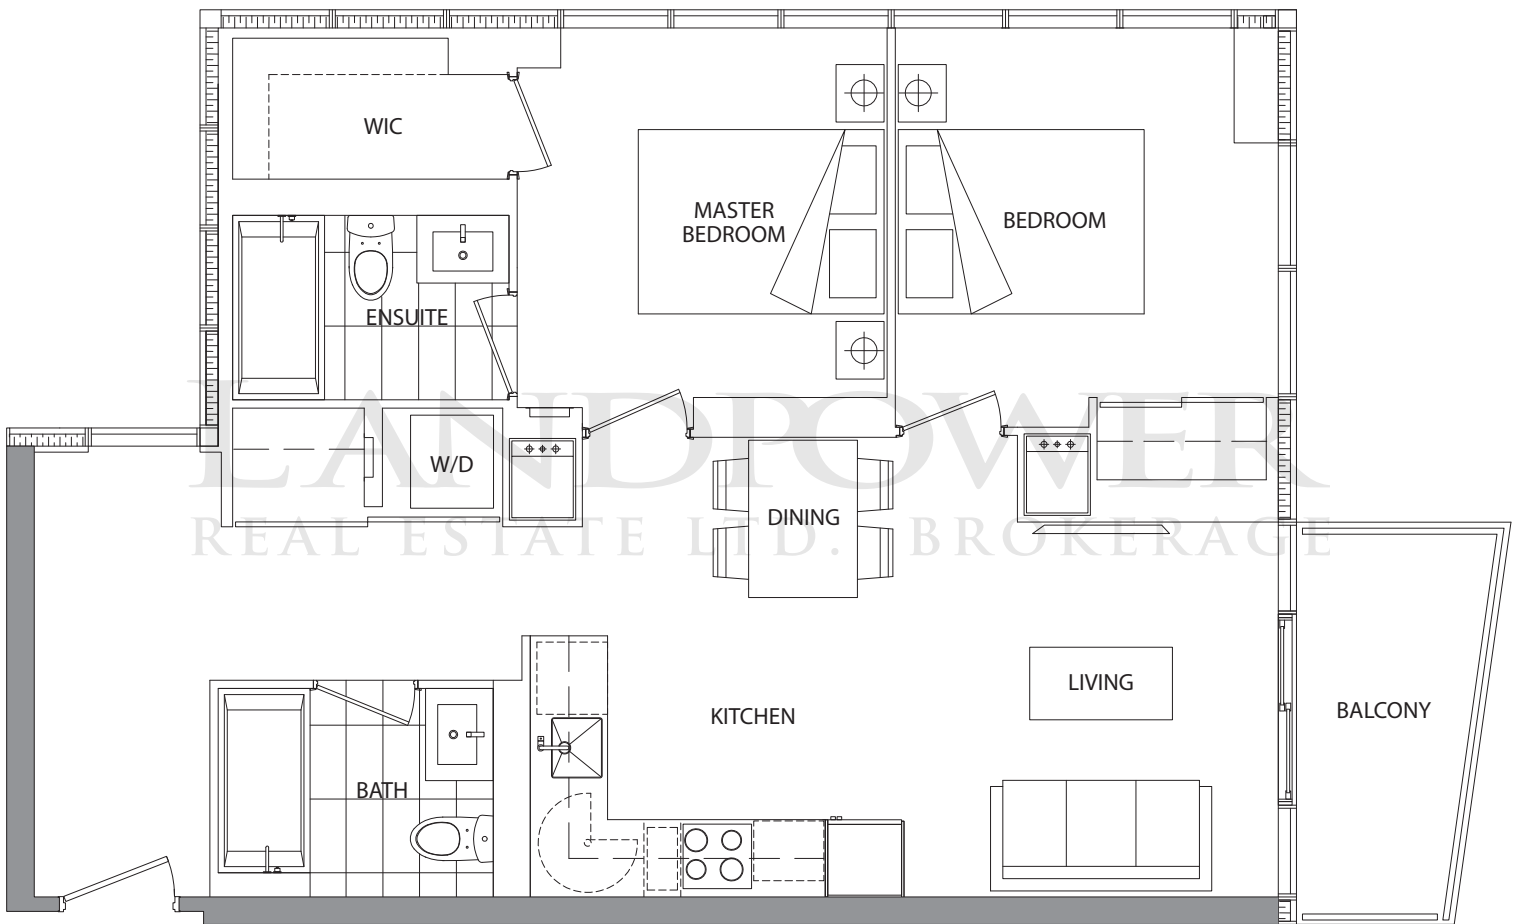 WIC
MASTER
BEDROOM
BEDROOM
ENSUITE
LANDPOWER
W/D
DINING
REAL ESTATE LTD. BROKERAGE
LIVING
KITCHEN
BALCONY
BATH